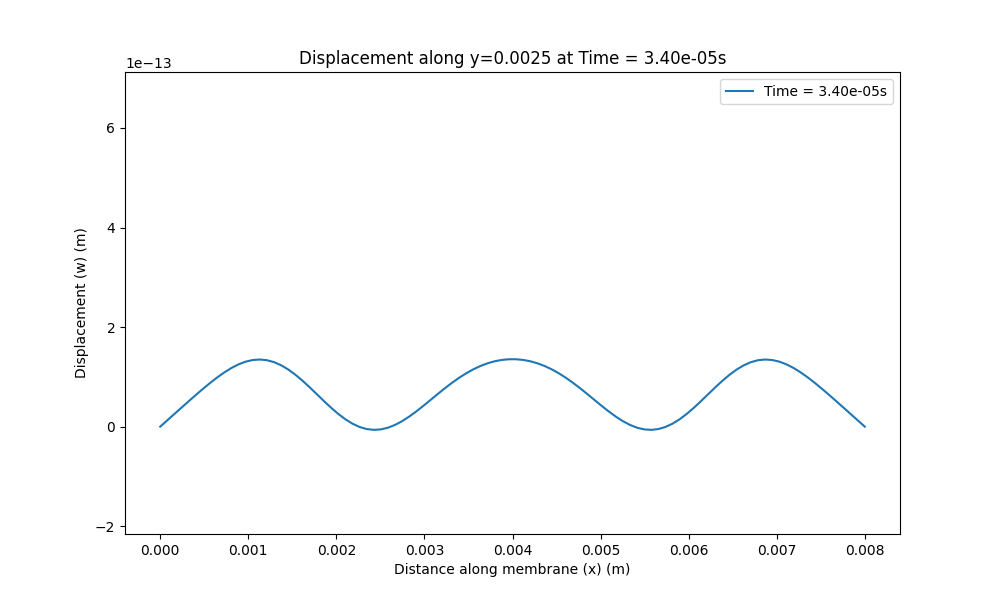 Displacement along y=0.0025 at Time = 3.40e-05
1e−13
Time = 3.40e-05s
6
4
2
0
−2
Displacement (w) (m)
0.000 0.001 0.002 0.003 0.004 0.005 0.006 0.007 0.008
Distance along membrane (x) (m)